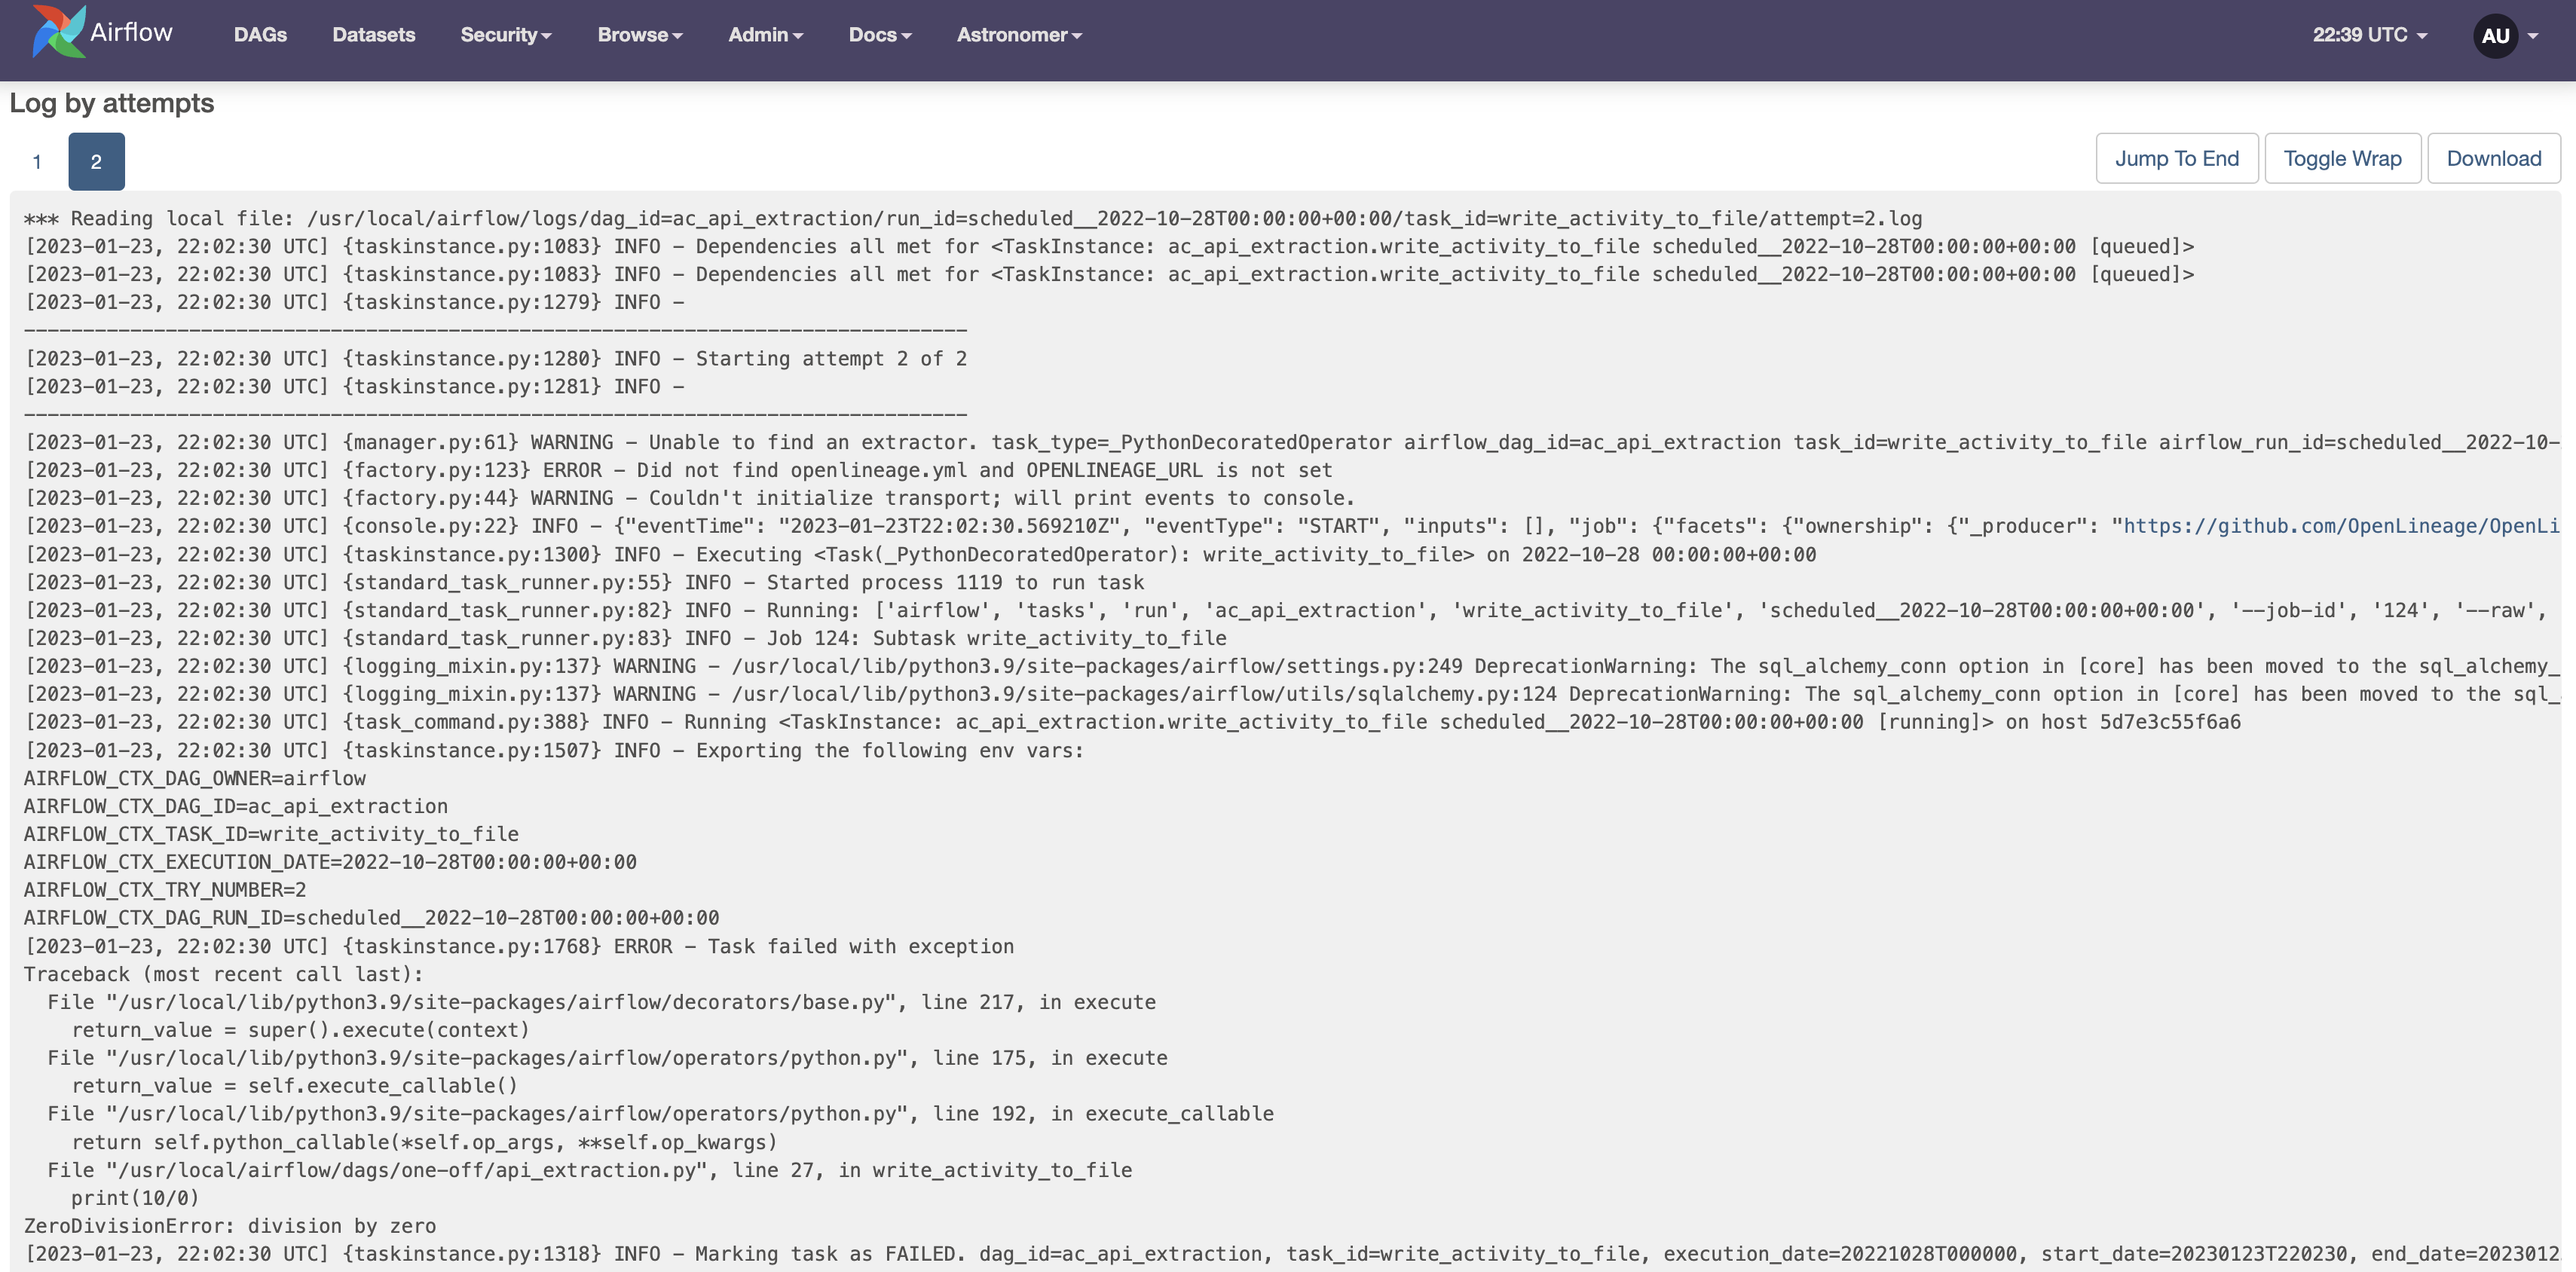 Airflow DAGs Datasets Security Browse Admin Docs Astronomer 22:39 UTC AU
Log by attempts
1 2 Jump To End Toggle Wrap Download
*** Reading local file: /usr/local/airflow/logs/dag_id=ac_api_extraction/run_id=scheduled__2022-10-28T00:00:00+00:00/task_id=write_activity_to_file/attempt=2.log
[2023-01-23, 22:02:30 UTC] {taskinstance.py:1083} INFO - Dependencies all met for <TaskInstance: ac_api_extraction.write_activity_to_file scheduled__2022-10-28T00:00:00+00:00 [queued]>
[2023-01-23, 22:02:30 UTC] {taskinstance.py:1083} INFO - Dependencies all met for <TaskInstance: ac_api_extraction.write_activity_to_file scheduled__2022-10-28T00:00:00+00:00 [queued]>
[2023-01-23, 22:02:30 UTC] {taskinstance.py:1279} INFO -
--------------------------------------------------------------------------------
[2023-01-23, 22:02:30 UTC] {taskinstance.py:1280} INFO - Starting attempt 2 of 2
[2023-01-23, 22:02:30 UTC] {taskinstance.py:1281} INFO -
--------------------------------------------------------------------------------
[2023-01-23, 22:02:30 UTC] {manager.py:61} WARNING - Unable to find an extractor. task_type=_PythonDecoratedOperator airflow_dag_id=ac_api_extraction task_id=write_activity_to_file airflow_run_id=scheduled__2022-10-
[2023-01-23, 22:02:30 UTC] {factory.py:123} ERROR - Did not find openlineage.yml and OPENLINEAGE_URL is not set
[2023-01-23, 22:02:30 UTC] {factory.py:44} WARNING - Couldn't initialize transport; will print events to console.
[2023-01-23, 22:02:30 UTC] {console.py:22} INFO - {"eventTime": "2023-01-23T22:02:30.569210Z", "eventType": "START", "inputs": [], "job": {"facets": {"ownership": {"_producer": "https://github.com/OpenLineage/OpenLi
[2023-01-23, 22:02:30 UTC] {taskinstance.py:1300} INFO - Executing <Task(_PythonDecoratedOperator): write_activity_to_file> on 2022-10-28 00:00:00+00:00
[2023-01-23, 22:02:30 UTC] {standard_task_runner.py:55} INFO - Started process 1119 to run task
[2023-01-23, 22:02:30 UTC] {standard_task_runner.py:82} INFO - Running: ['airflow', 'tasks', 'run', 'ac_api_extraction', 'write_activity_to_file', 'scheduled__2022-10-28T00:00:00+00:00', '--job-id', '124', '--raw',
[2023-01-23, 22:02:30 UTC] {standard_task_runner.py:83} INFO - Job 124: Subtask write_activity_to_file
[2023-01-23, 22:02:30 UTC] {logging_mixin.py:137} WARNING - /usr/local/lib/python3.9/site-packages/airflow/settings.py:249 DeprecationWarning: The sql_alchemy_conn option in [core] has been moved to the sql_alchemy_
[2023-01-23, 22:02:30 UTC] {logging_mixin.py:137} WARNING - /usr/local/lib/python3.9/site-packages/airflow/utils/sqlalchemy.py:124 DeprecationWarning: The sql_alchemy_conn option in [core] has been moved to the sql_
[2023-01-23, 22:02:30 UTC] {task_command.py:388} INFO - Running <TaskInstance: ac_api_extraction.write_activity_to_file scheduled__2022-10-28T00:00:00+00:00 [running]> on host 5d7e3c55f6a6
[2023-01-23, 22:02:30 UTC] {taskinstance.py:1507} INFO - Exporting the following env vars:
AIRFLOW_CTX_DAG_OWNER=airflow
AIRFLOW_CTX_DAG_ID=ac_api_extraction
AIRFLOW_CTX_TASK_ID=write_activity_to_file
AIRFLOW_CTX_EXECUTION_DATE=2022-10-28T00:00:00+00:00
AIRFLOW_CTX_TRY_NUMBER=2
AIRFLOW_CTX_DAG_RUN_ID=scheduled__2022-10-28T00:00:00+00:00
[2023-01-23, 22:02:30 UTC] {taskinstance.py:1768} ERROR - Task failed with exception
Traceback (most recent call last):
  File "/usr/local/lib/python3.9/site-packages/airflow/decorators/base.py", line 217, in execute
    return_value = super().execute(context)
  File "/usr/local/lib/python3.9/site-packages/airflow/operators/python.py", line 175, in execute
    return_value = self.execute_callable()
  File "/usr/local/lib/python3.9/site-packages/airflow/operators/python.py", line 192, in execute_callable
    return self.python_callable(*self.op_args, **self.op_kwargs)
  File "/usr/local/airflow/dags/one-off/api_extraction.py", line 27, in write_activity_to_file
    print(10/0)
ZeroDivisionError: division by zero
[2023-01-23, 22:02:30 UTC] {taskinstance.py:1318} INFO - Marking task as FAILED. dag_id=ac_api_extraction, task_id=write_activity_to_file, execution_date=20221028T000000, start_date=20230123T220230, end_date=2023012